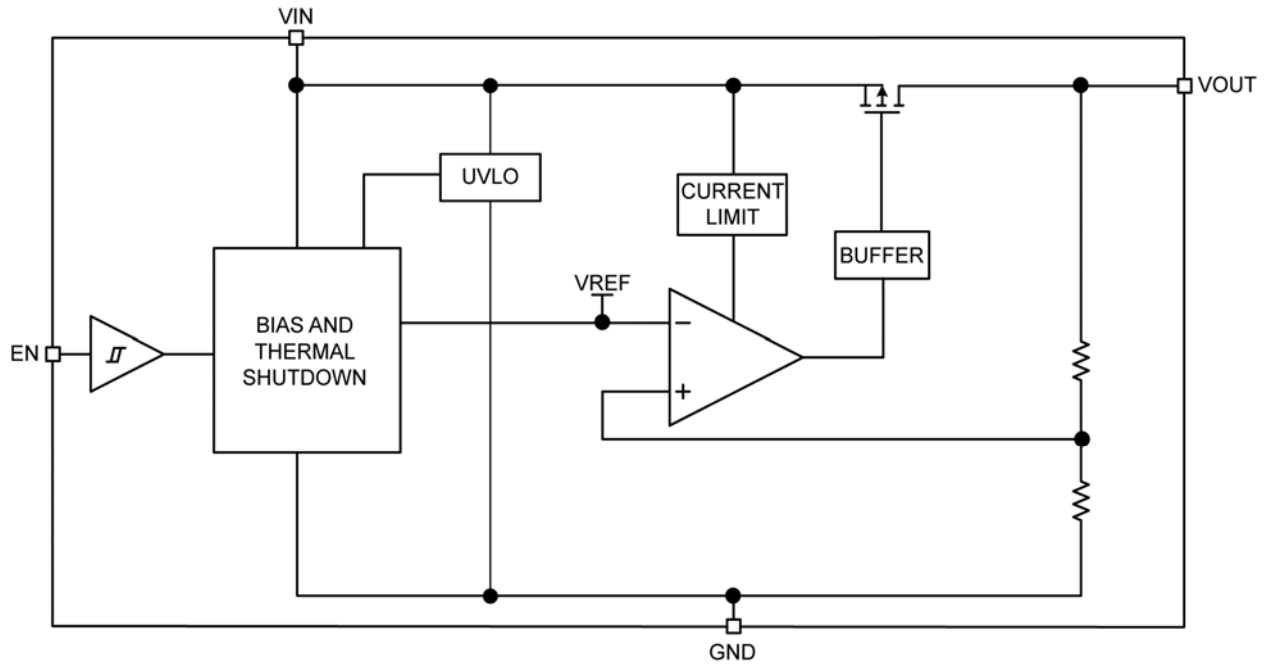 VIN
VOUT
UVLO
CURRENT
LIMIT
BUFFER
VREF
EN
BIAS AND
THERMAL
SHUTDOWN
−
+
GND